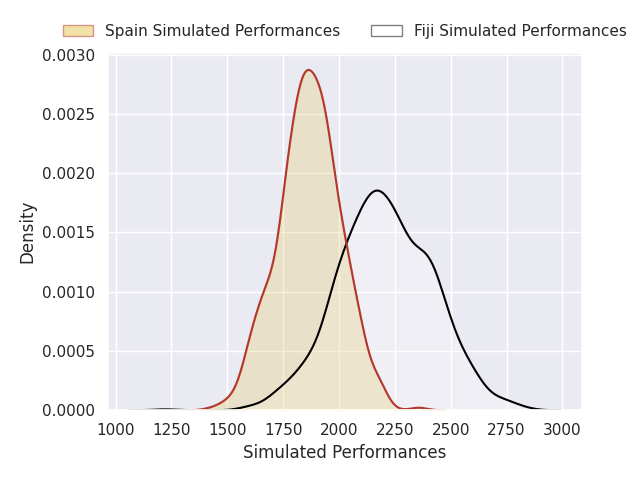 Spain Simulated Performances Fiji Simulated Performances
0.0030
0.0025
0.0020
0.0015
0.0010
0.0005
0.0000
Density
1000 1250 1500 1750 2000 2250 2500 2750 3000
Simulated Performances